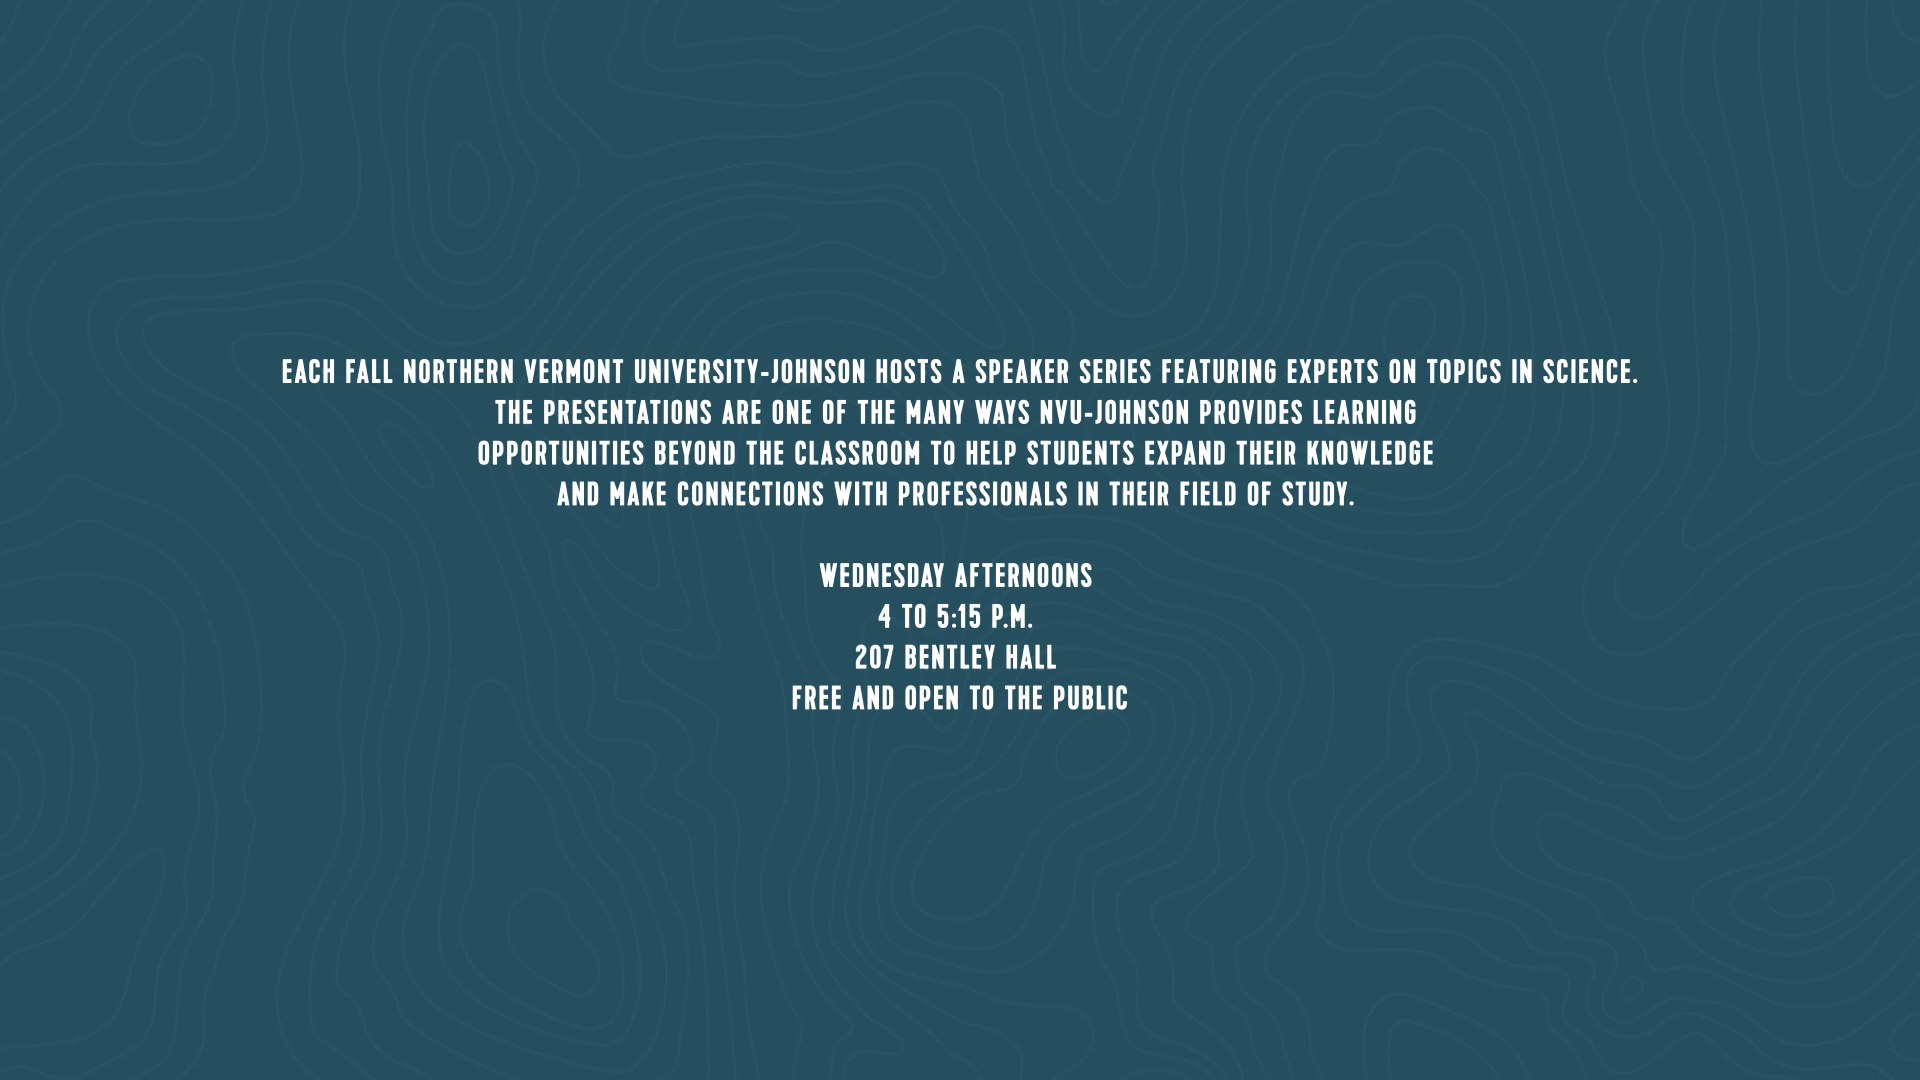 EACH FALL NORTHERN VERMONT UNIVERSITY-JOHNSON HOSTS A SPEAKER SERIES FEATURING EXPERTS ON TOPICS IN SCIENCE.
THE PRESENTATIONS ARE ONE OF THE MANY WAYS NVU-JOHNSON PROVIDES LEARNING
OPPORTUNITIES BEYOND THE CLASSROOM TO HELP STUDENTS EXPAND THEIR KNOWLEDGE
AND MAKE CONNECTIONS WITH PROFESSIONALS IN THEIR FIELD OF STUDY.
WEDNESDAY AFTERNOONS
4 TO 5:15 P.M.
207 BENTLEY HALL
FREE AND OPEN TO THE PUBLIC